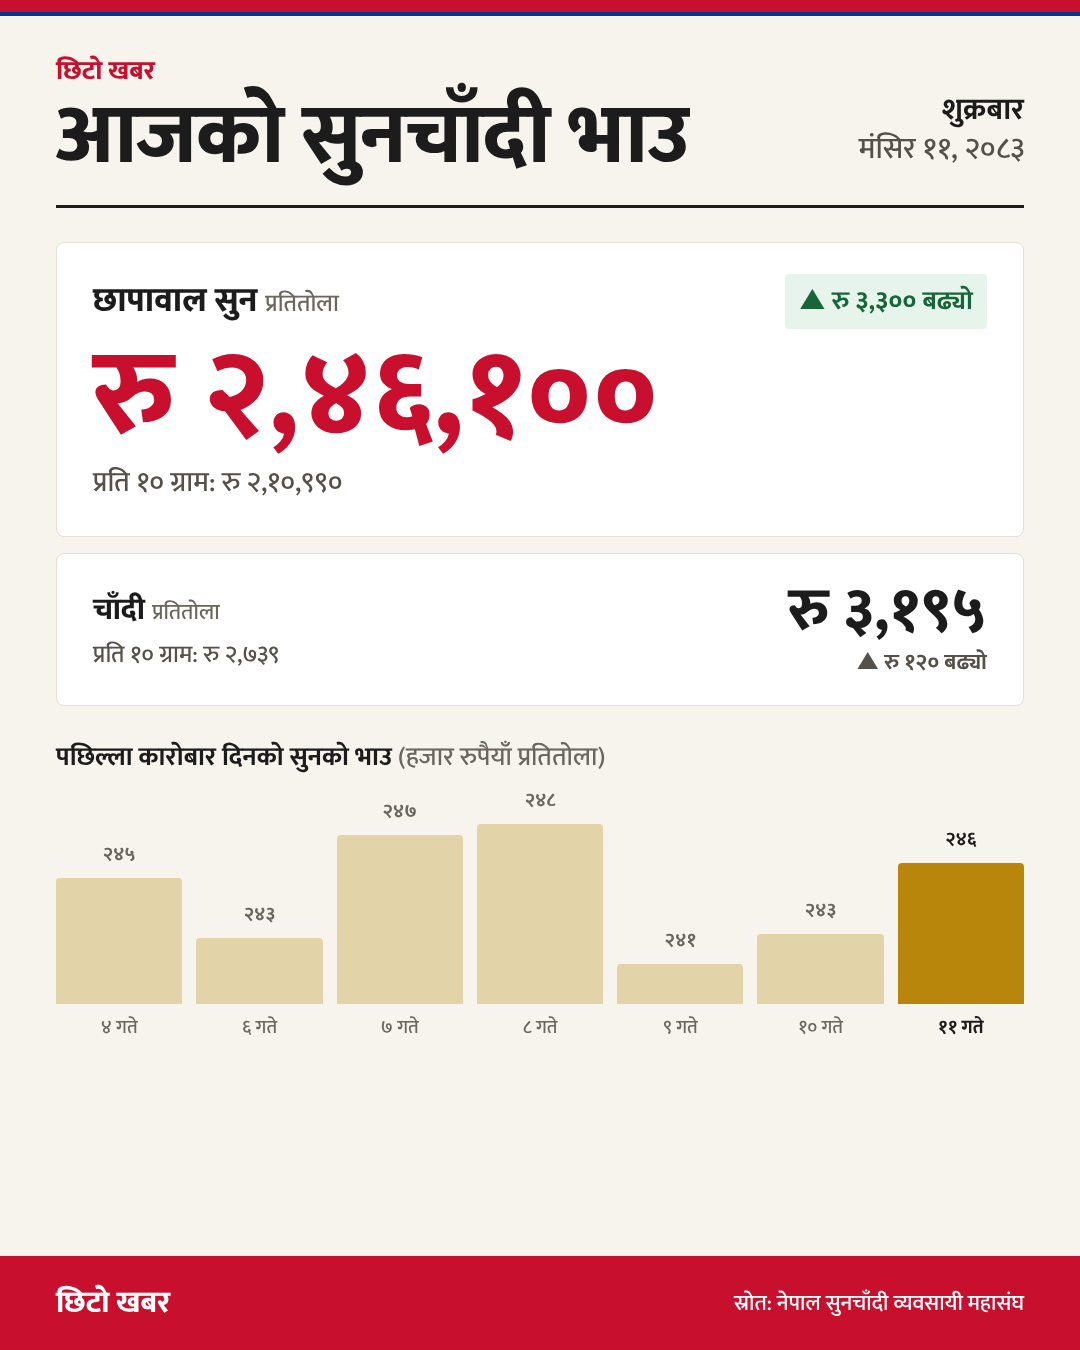 छिटो खबर
आजको सुनचाँदी भाउ
शुक्रबार
मंसिर ११, २०८३
छापावाल सुन प्रतितोला
▲ रु ३,३०० बढ्यो
रु २,४६,१००
प्रति १० ग्राम: रु २,१०,९९०
चाँदी प्रतितोला
प्रति १० ग्राम: रु २,७३९
रु ३,१९५
▲ रु १२० बढ्यो
पछिल्ला कारोबार दिनको सुनको भाउ (हजार रुपैयाँ प्रतितोला)
२४५ २४३ २४७ २४८ २४१ २४३ २४६
४ गते ६ गते ७ गते ८ गते ९ गते १० गते ११ गते
छिटो खबर
स्रोत: नेपाल सुनचाँदी व्यवसायी महासंघ